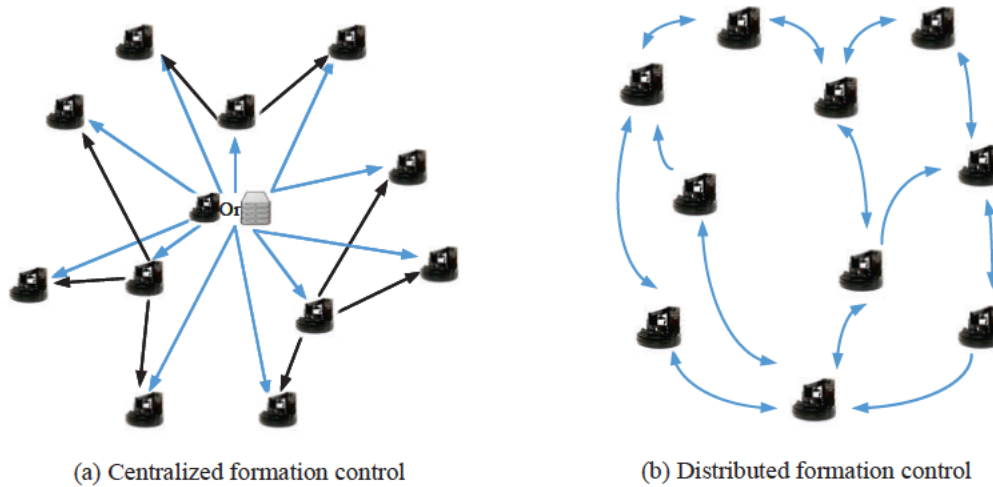 Or
(a) Centralized formation control
(b) Distributed formation control